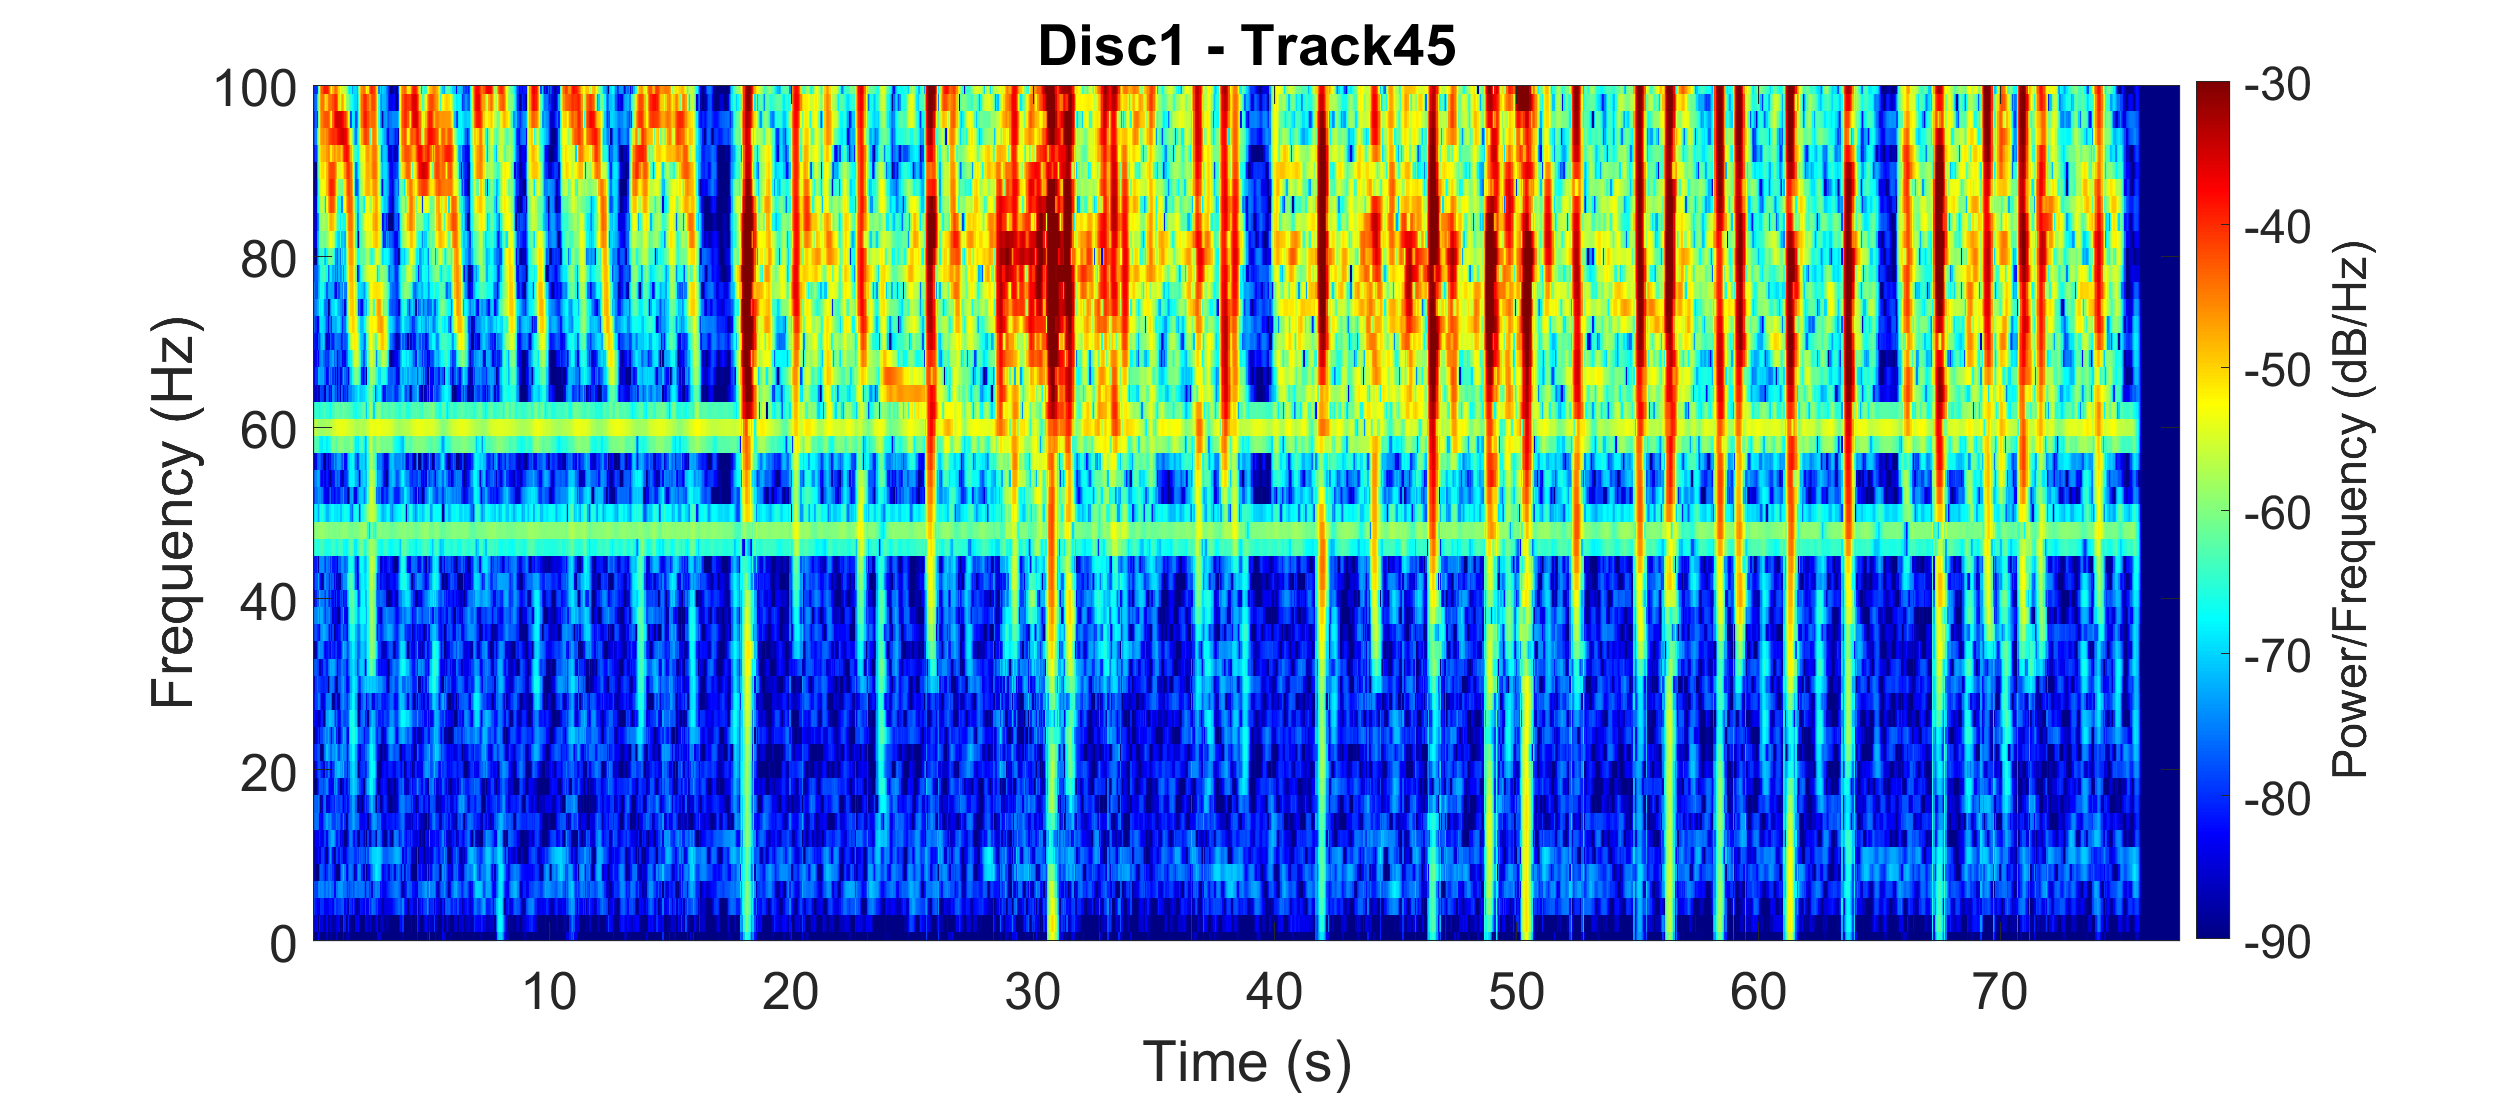 Disc1 - Track45
100
80
60
40
20
0
Frequency (Hz)
10 20 30 40 50 60 70
Time (s)
-30
-40
-50
-60
-70
-80
-90
Power/Frequency (dB/Hz)